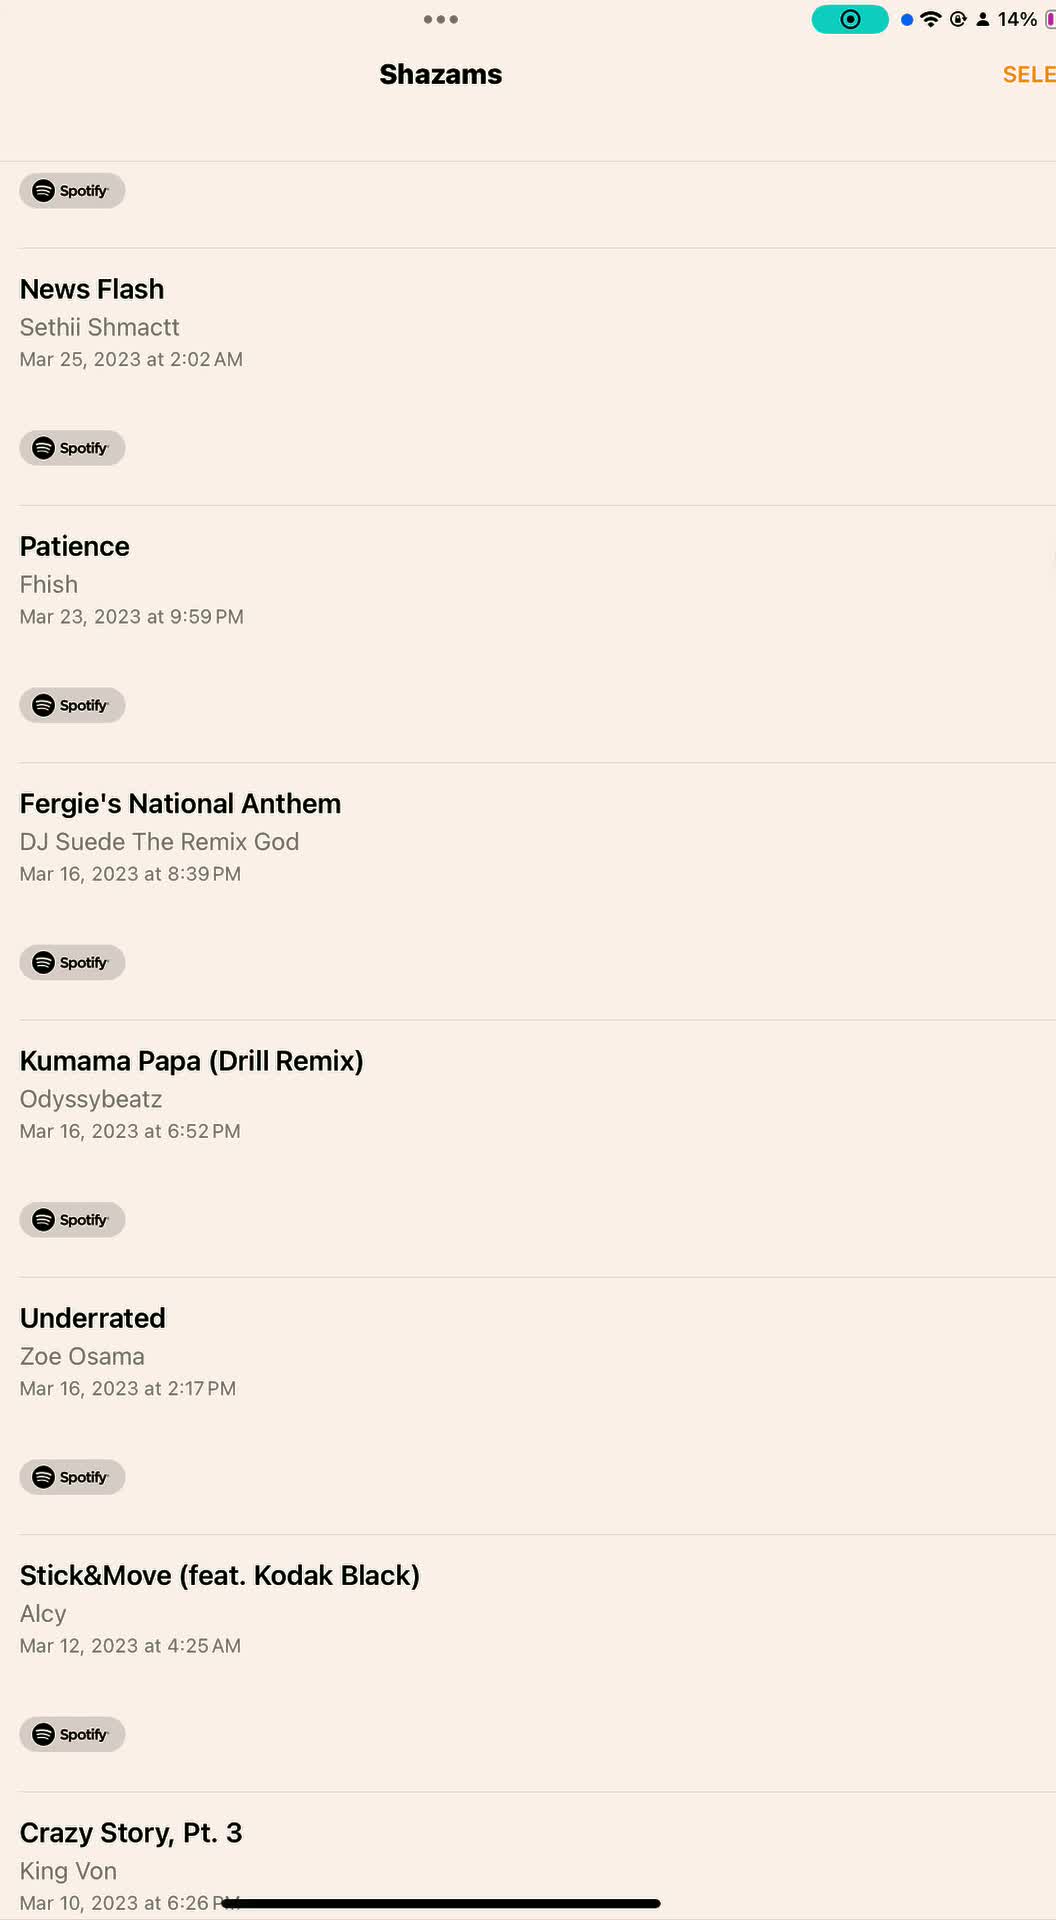 14%
Shazams
SELE
Spotify
News Flash
Sethii Shmactt
Mar 25, 2023 at 2:02 AM
Spotify
Patience
Fhish
Mar 23, 2023 at 9:59 PM
Spotify
Fergie's National Anthem
DJ Suede The Remix God
Mar 16, 2023 at 8:39 PM
Spotify
Kumama Papa (Drill Remix)
Odyssybeatz
Mar 16, 2023 at 6:52 PM
Spotify
Underrated
Zoe Osama
Mar 16, 2023 at 2:17 PM
Spotify
Stick&Move (feat. Kodak Black)
Alcy
Mar 12, 2023 at 4:25 AM
Spotify
Crazy Story, Pt. 3
King Von
Mar 10, 2023 at 6:26 PM